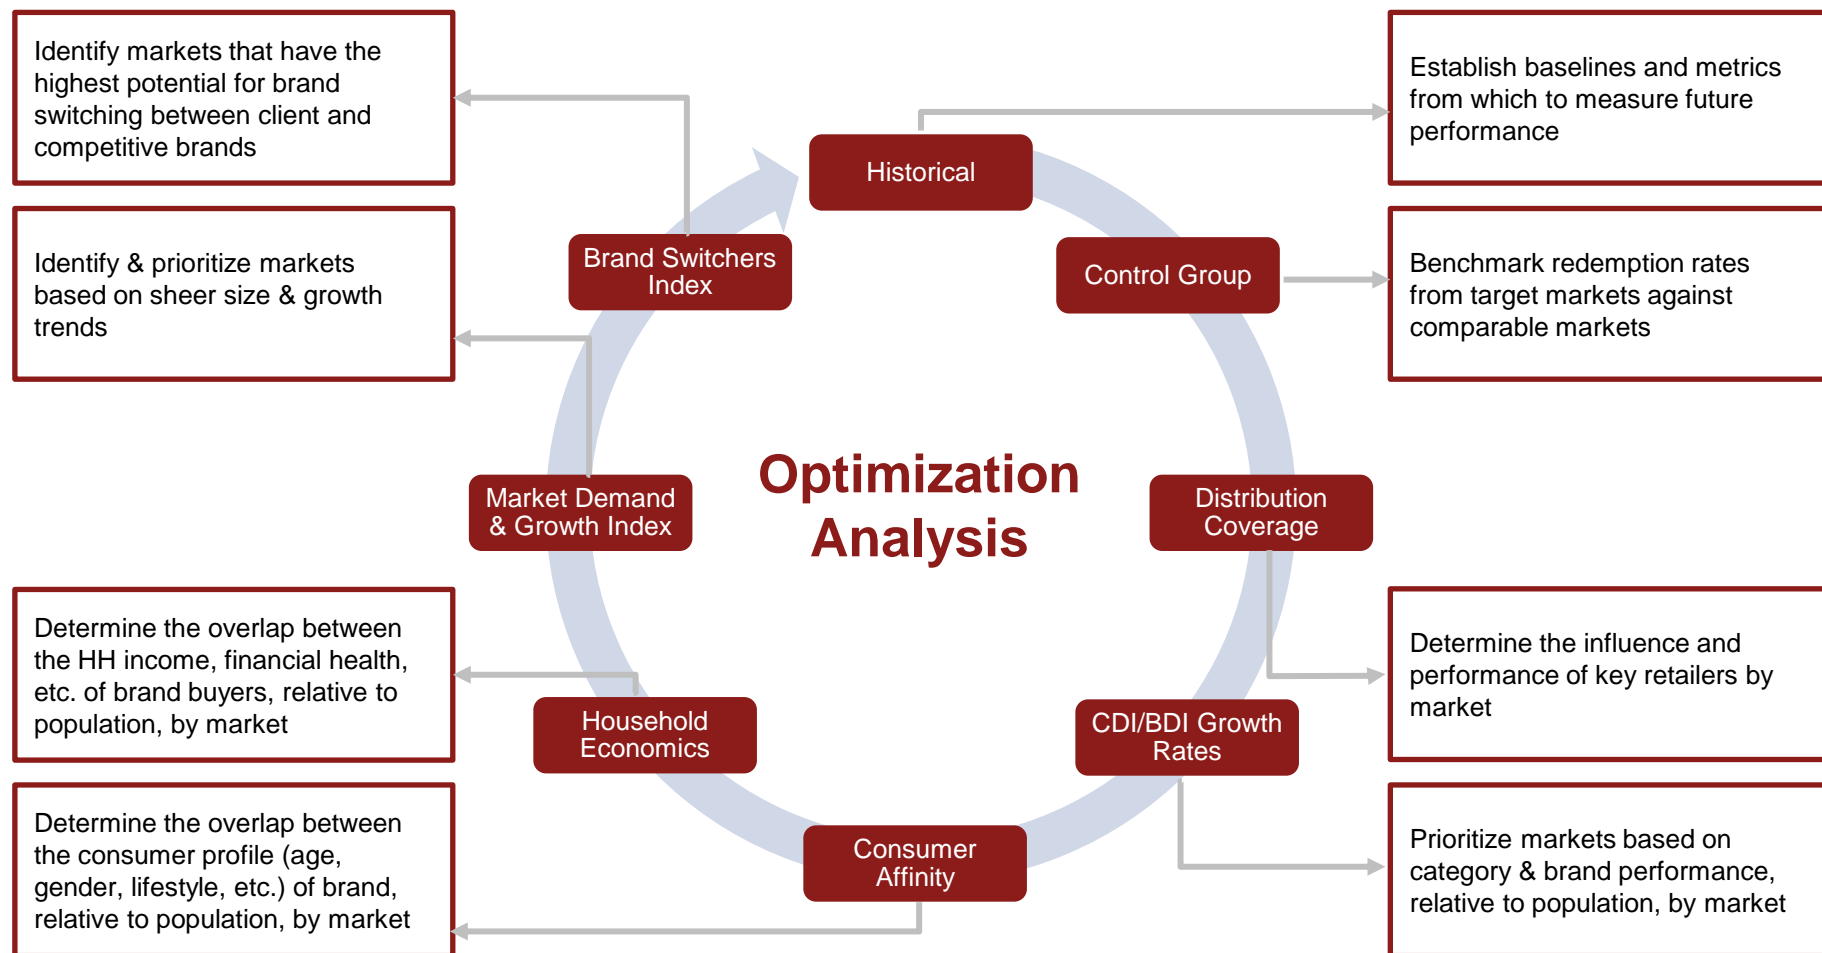 Identify markets that have the
highest potential for brand
switching between client and
competitive brands
Establish baselines and metrics
from which to measure future
performance
Historical
Brand Switchers
Index
Control Group
Identify & prioritize markets
based on sheer size & growth
trends
Benchmark redemption rates
from target markets against
comparable markets
Optimization
Analysis
Market Demand
& Growth Index
Distribution
Coverage
Determine the overlap between
the HH income, financial health,
etc. of brand buyers, relative to
population, by market
Household
Economics
CDI/BDI Growth
Rates
Determine the influence and
performance of key retailers by
market
Determine the overlap between
the consumer profile (age,
gender, lifestyle, etc.) of brand,
relative to population, by market
Consumer
Affinity
Prioritize markets based on
category & brand performance,
relative to population, by market